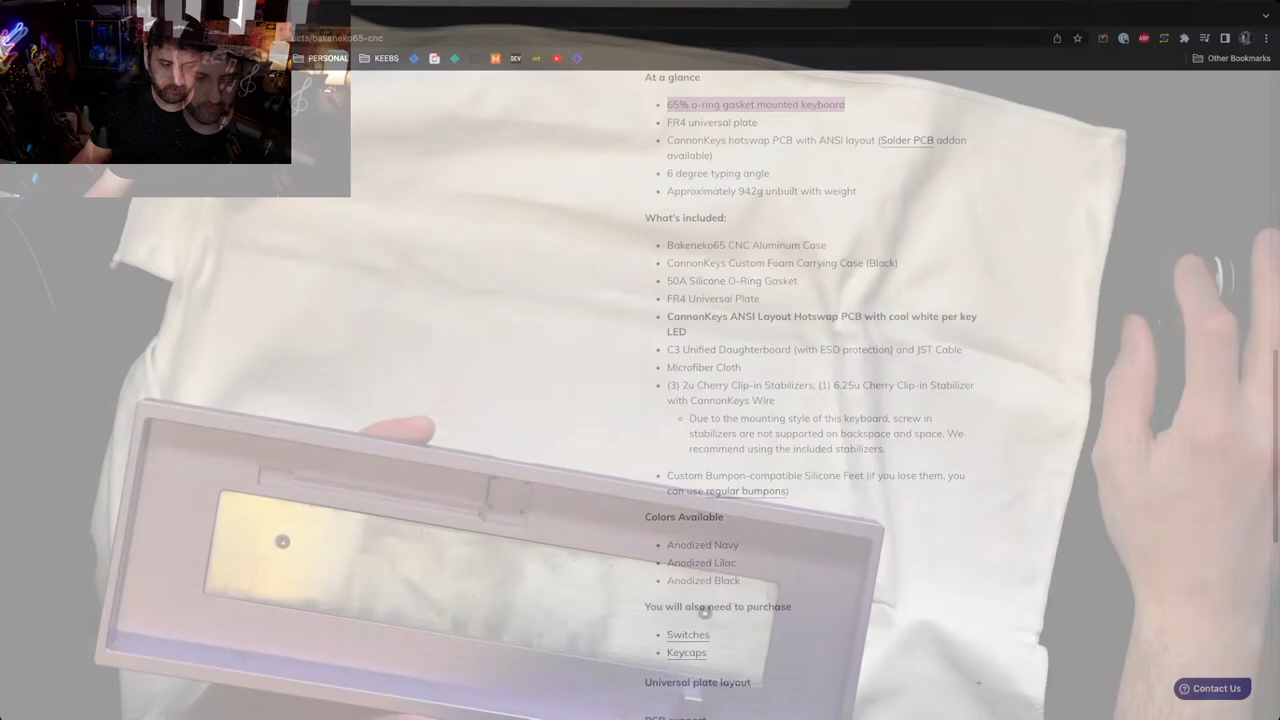 ucts/bakeneko65-cnc
PERSONAL
KEEBS
DEV
ABP
Other Bookmarks
At a glance
65% o-ring gasket mounted keyboard
FR4 universal plate
CannonKeys hotswap PCB with ANSI layout (Solder PCB addon
available)
6 degree typing angle
Approximately 942g unbuilt with weight
What's included:
Bakeneko65 CNC Aluminum Case
CannonKeys Custom Foam Carrying Case (Black)
50A Silicone O-Ring Gasket
FR4 Universal Plate
CannonKeys ANSI Layout Hotswap PCB with cool white per key
LED
C3 Unified Daughterboard (with ESD protection) and JST Cable
Microfiber Cloth
(3) 2u Cherry Clip-in Stabilizers, (1) 6.25u Cherry Clip-in Stabilizer
with CannonKeys Wire
Due to the mounting style of this keyboard, screw in
stabilizers are not supported on backspace and space. We
recommend using the included stabilizers.
Custom Bumpon-compatible Silicone Feet (if you lose them, you
can use regular bumpons)
Colors Available
Anodized Navy
Anodized Lilac
Anodized Black
You will also need to purchase
Switches
Keycaps
Universal plate layout
PCB support
Contact Us